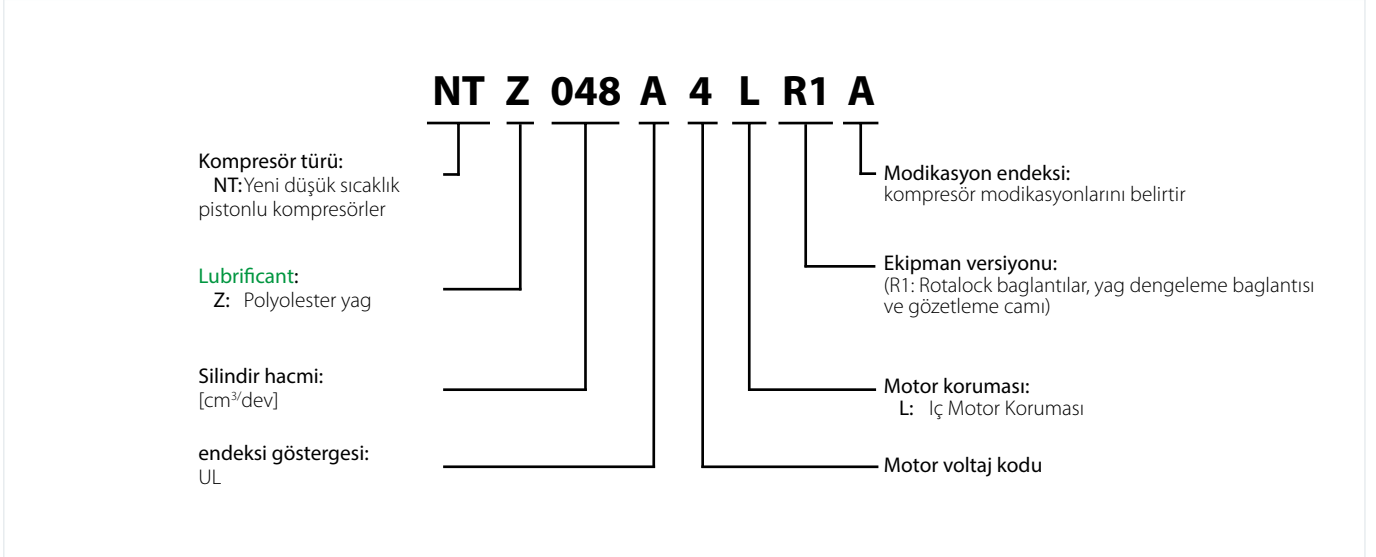 NT Z 048 A 4 L R1 A
Kompresör türü:
NT:Yeni düşük sıcaklık
pistonlu kompresörler
Lubrificant:
Z: Polyolester yag
Silindir hacmi:
[cm³/dev]
endeksi göstergesi:
UL
Modikasyon endeksi:
kompresör modikasyonlarını belirtir
Ekipman versiyonu:
(R1: Rotalock baglantılar, yag dengeleme baglantısı
ve gözetleme camı)
Motor koruması:
L: Iç Motor Koruması
Motor voltaj kodu